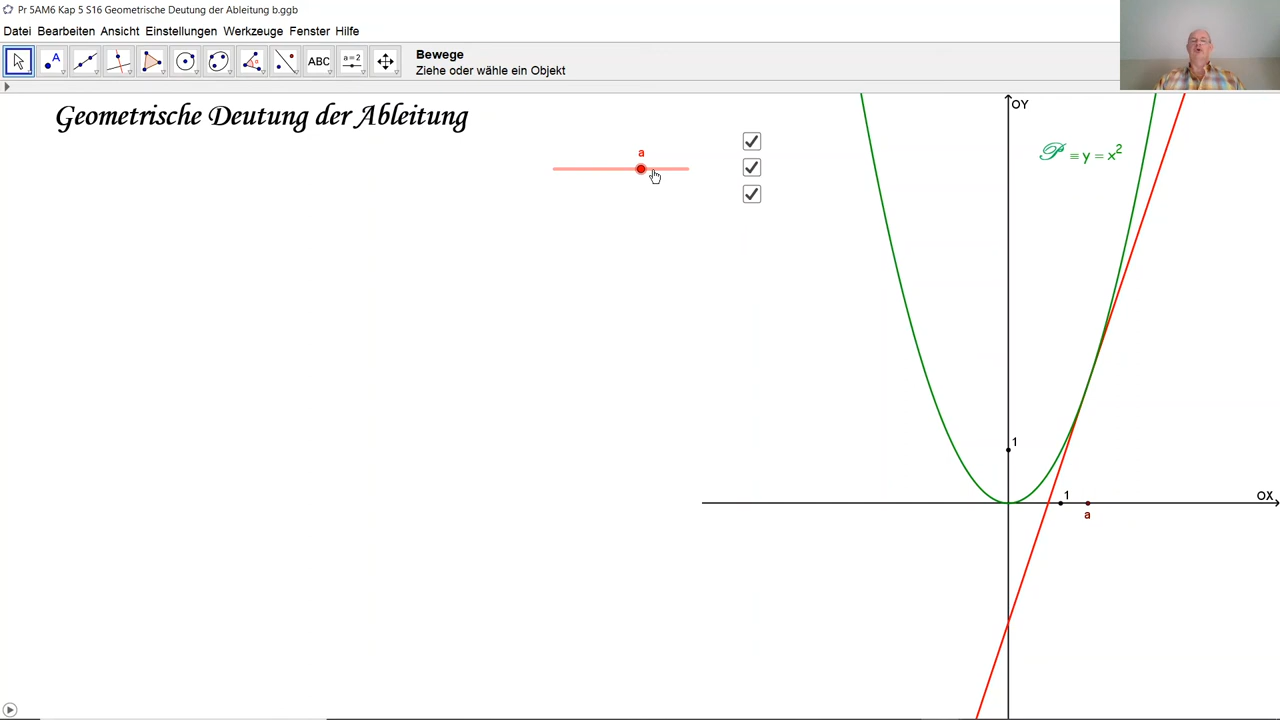 Pr 5AM6 Kap 5 S16 Geometrische Deutung der Ableitung b.ggb
Datei Bearbeiten Ansicht Einstellungen Werkzeuge Fenster Hilfe
A
ABC
a=2
Bewege
Ziehe oder wähle ein Objekt
Geometrische Deutung der Ableitung
a
OY
𝒫 ≡ y = x²
1
1
OX
a